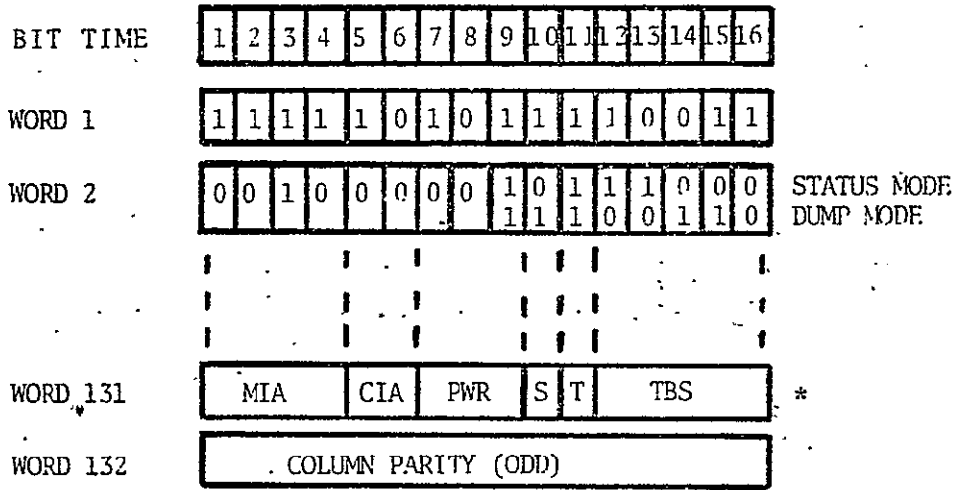 BIT TIME 1 2 3 4 5 6 7 8 9 10 11 12 13 14 15 16
WORD 1 1 1 1 1 1 0 1 0 1 1 1 1 0 0 1 1
WORD 2 0 0 1 0 0 0 0 0 1 0 1 1 1 0 0 0 STATUS MODE
1 1 1 0 0 1 1 0 DUMP MODE
WORD 131 MIA CIA PWR S T TBS *
WORD 132 COLUMN PARITY (ODD)